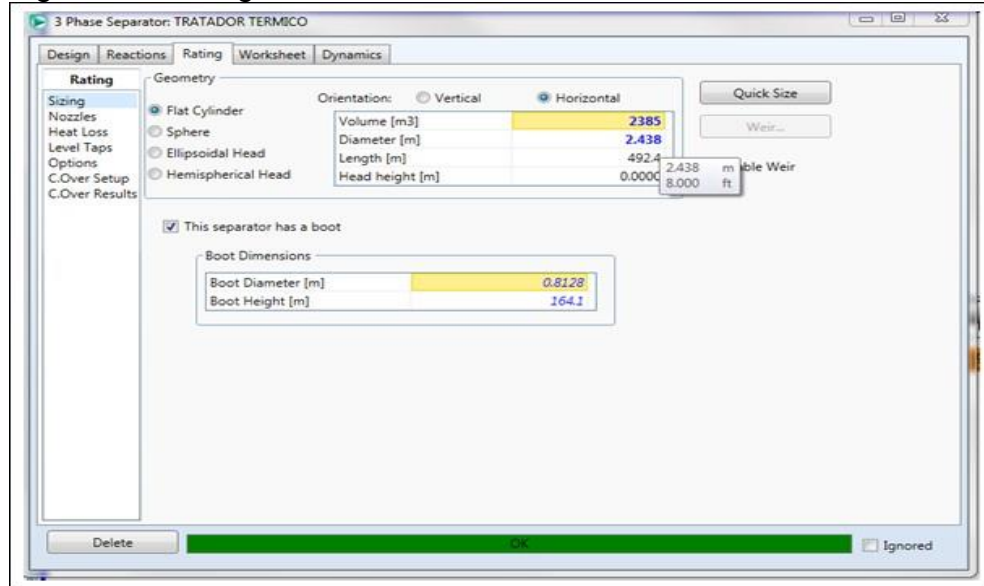 3 Phase Separator: TRATADOR TERMICO
Design Reactions Rating Worksheet Dynamics
Rating
Sizing
Nozzles
Heat Loss
Level Taps
Options
C.Over Setup
C.Over Results
Geometry
Flat Cylinder
Sphere
Ellipsoidal Head
Hemispherical Head
Orientation: Vertical Horizontal
Volume [m3] 2385
Diameter [m] 2.438
Length [m] 492.4
Head height [m] 0.0000
2.438 m
8.000 ft
Quick Size
Weir...
ble Weir
This separator has a boot
Boot Dimensions
Boot Diameter [m] 0.8128
Boot Height [m] 164.1
Delete
OK
Ignored